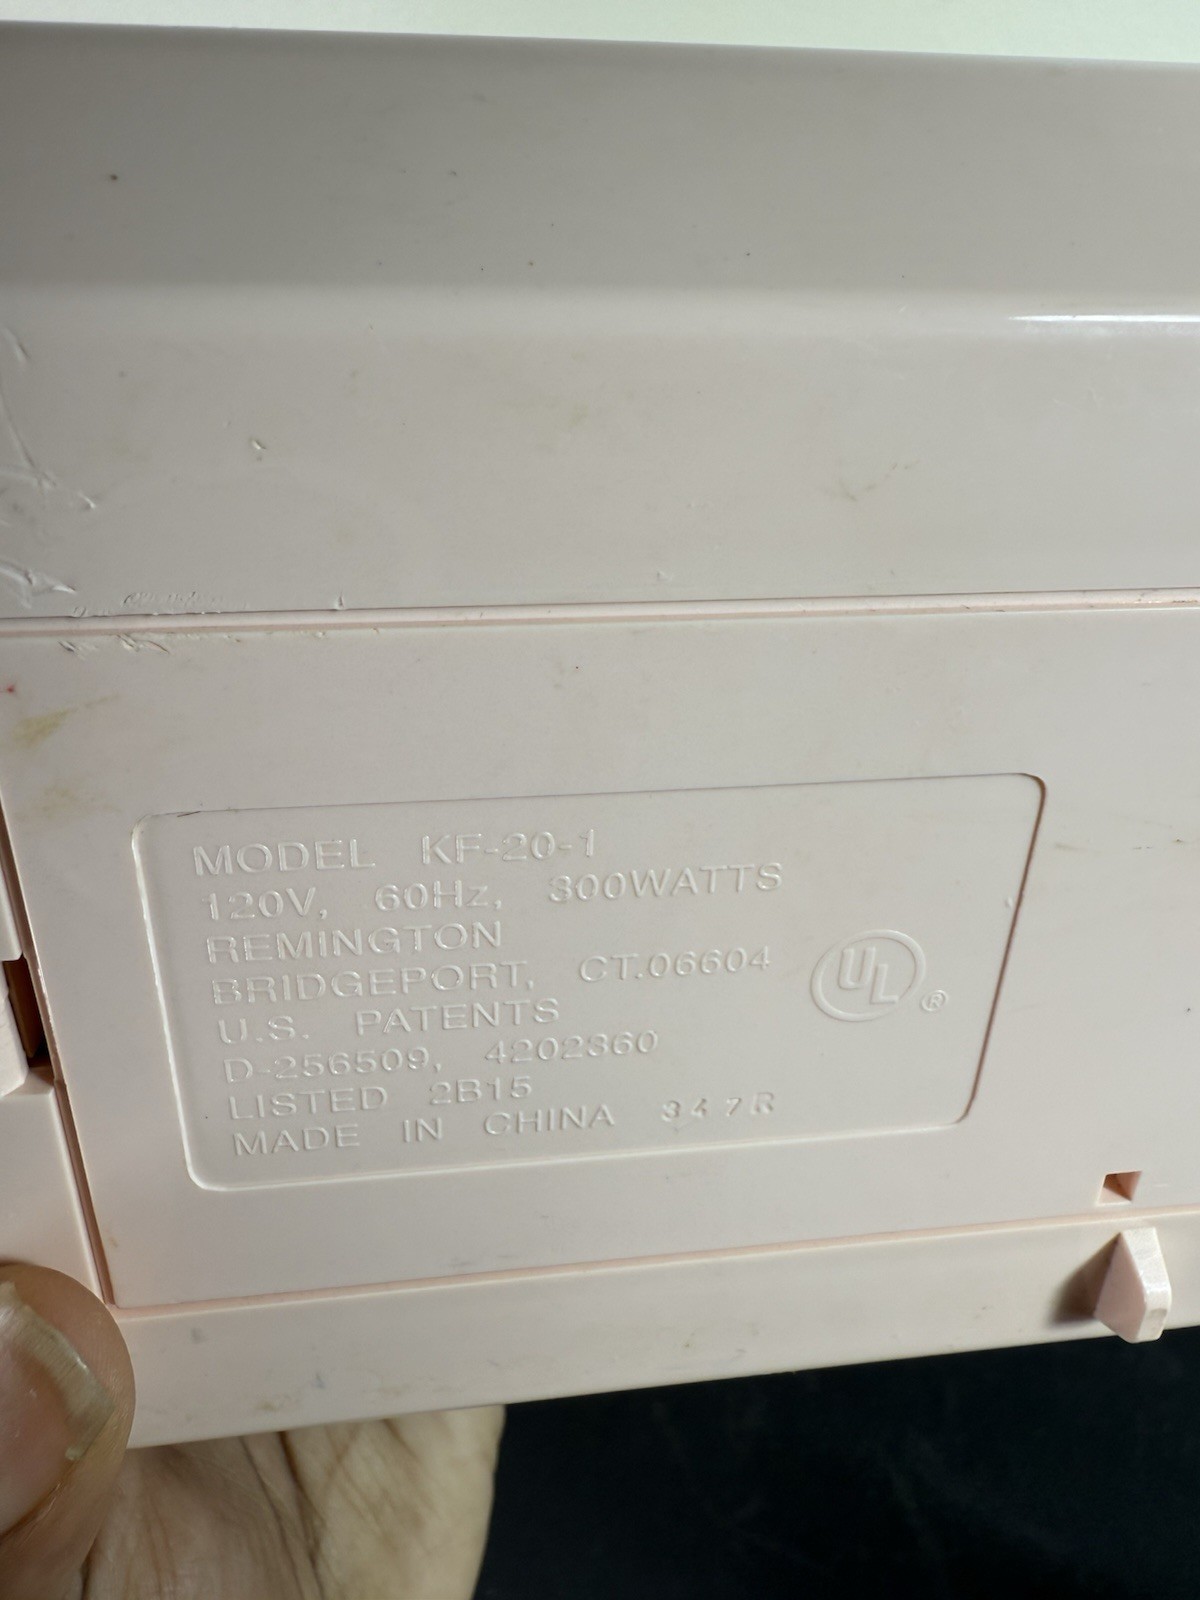 MODEL KF-20-1
120V, 60Hz, 300WATTS
REMINGTON
BRIDGEPORT, CT.06604
U.S. PATENTS
D-256509, 4202360
LISTED 2B15
MADE IN CHINA 347R
UL ®